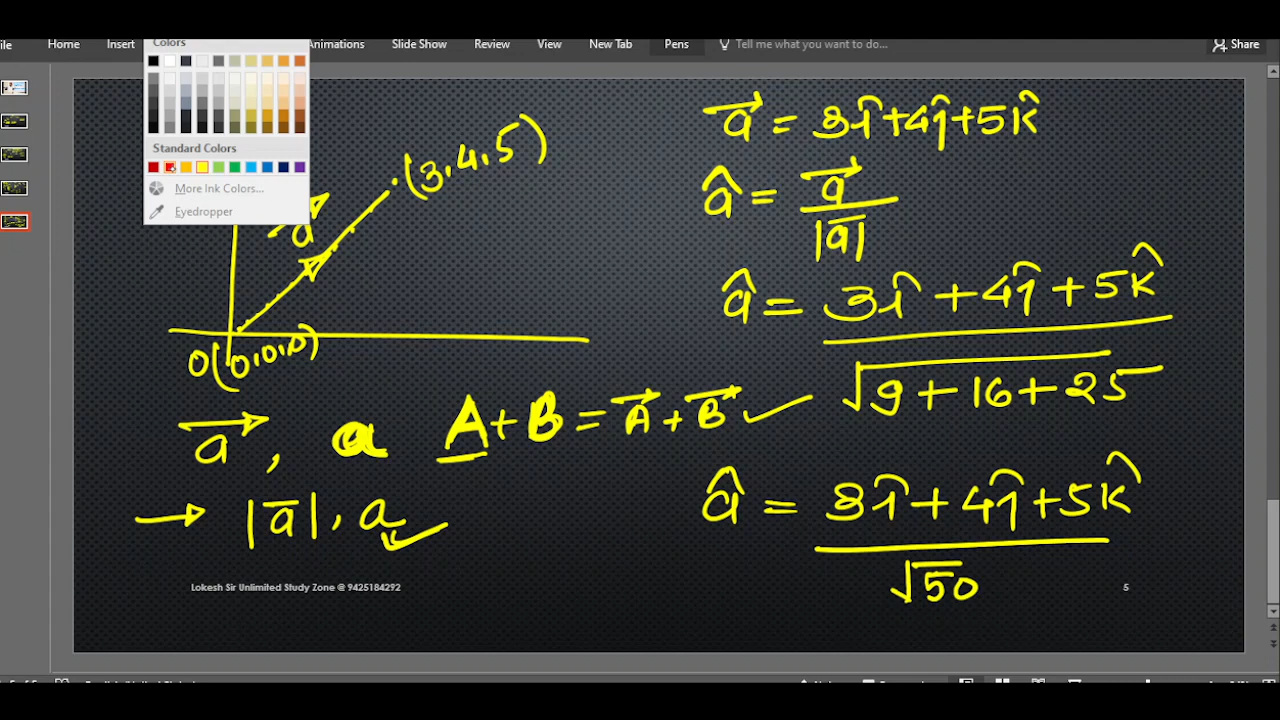 Colors
File Home Insert Animations Slide Show Review View New Tab Pens Tell me what you want to do... Share
Standard Colors
More Ink Colors...
Eyedropper
(3,4,5)
a⃗
O(0,0,0)
a⃗ , a A+B = A⃗ + B⃗
→ |a̅| , a
a⃗ = 3î+4ĵ+5k̂
â = a⃗ / |a̅|
â = 3î + 4ĵ + 5k̂ / √9+16+25
â = 3î + 4ĵ + 5k̂ / √50
Lokesh Sir Unlimited Study Zone @ 9425184292
5